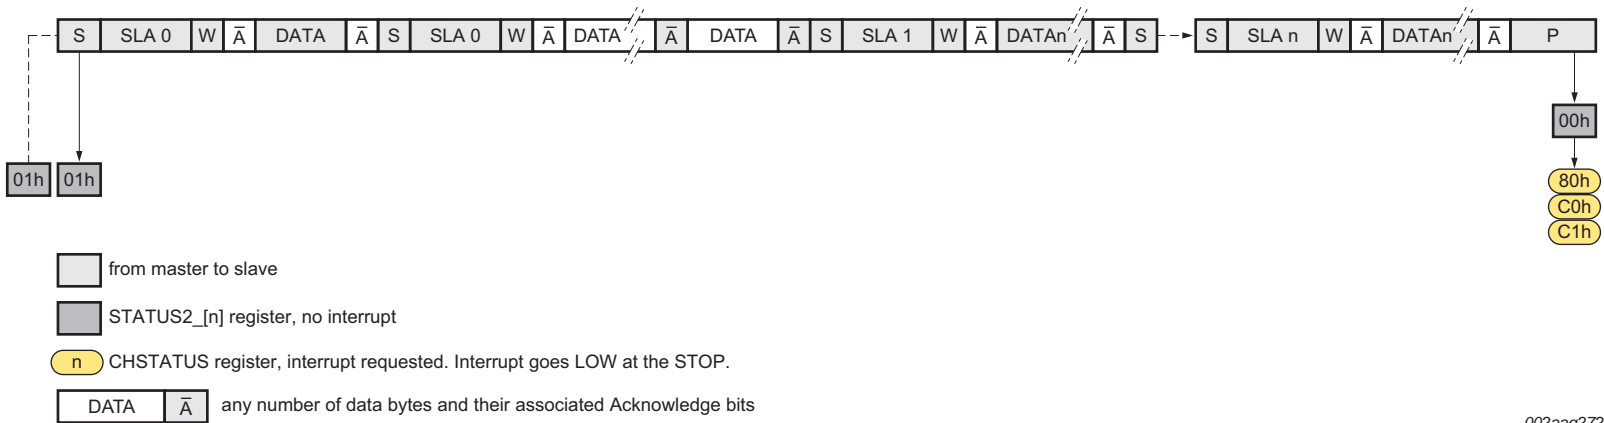 S SLA 0 W A̅ DATA A̅ S SLA 0 W A̅ DATA A̅ DATA A̅ S SLA 1 W A̅ DATAn A̅ S S SLA n W A̅ DATAn A̅ P
00h
01h 01h 80h
C0h
C1h
from master to slave
STATUS2_[n] register, no interrupt
n CHSTATUS register, interrupt requested. Interrupt goes LOW at the STOP.
DATA A̅ any number of data bytes and their associated Acknowledge bits
002aag272